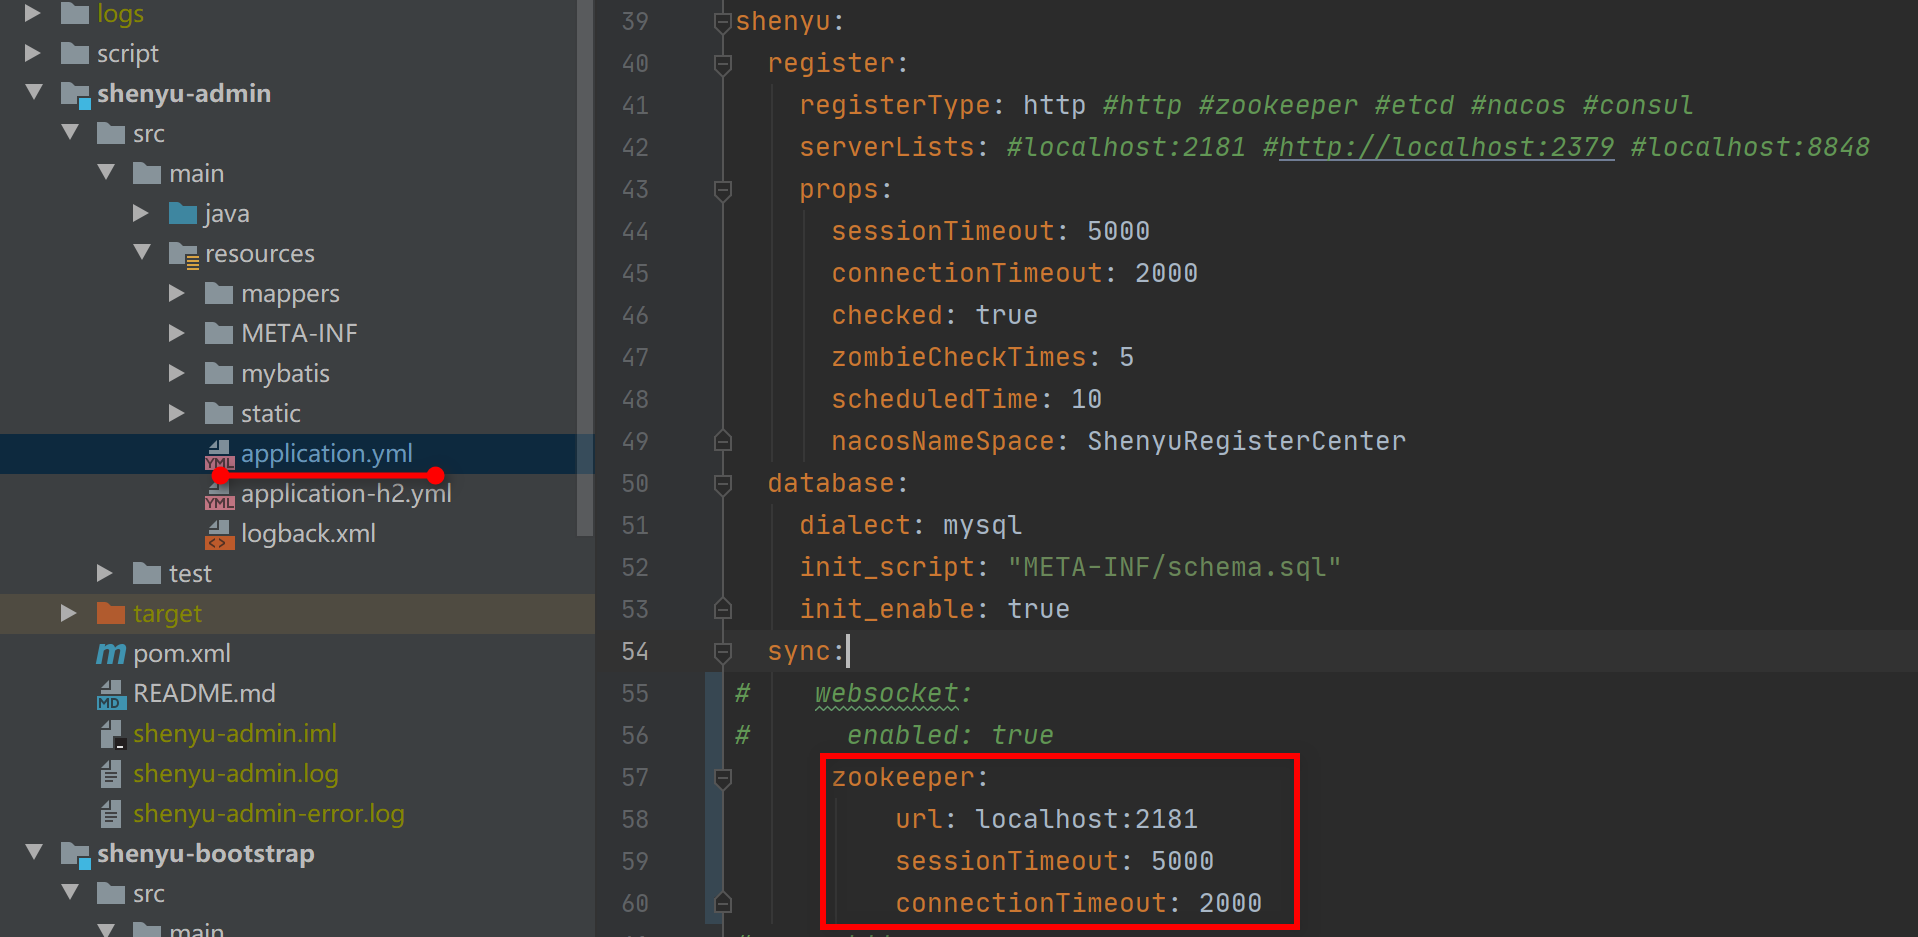 logs
script
shenyu-admin
src
main
java
resources
mappers
META-INF
mybatis
static
YML application.yml
YML application-h2.yml
<> logback.xml
test
target
m pom.xml
MD README.md
shenyu-admin.iml
shenyu-admin.log
shenyu-admin-error.log
shenyu-bootstrap
src
main
39 shenyu:
40 register:
41 registerType: http #http #zookeeper #etcd #nacos #consul
42 serverLists: #localhost:2181 #http://localhost:2379 #localhost:8848
43 props:
44 sessionTimeout: 5000
45 connectionTimeout: 2000
46 checked: true
47 zombieCheckTimes: 5
48 scheduledTime: 10
49 nacosNameSpace: ShenyuRegisterCenter
50 database:
51 dialect: mysql
52 init_script: "META-INF/schema.sql"
53 init_enable: true
54 sync:
55 # websocket:
56 # enabled: true
57 zookeeper:
58 url: localhost:2181
59 sessionTimeout: 5000
60 connectionTimeout: 2000